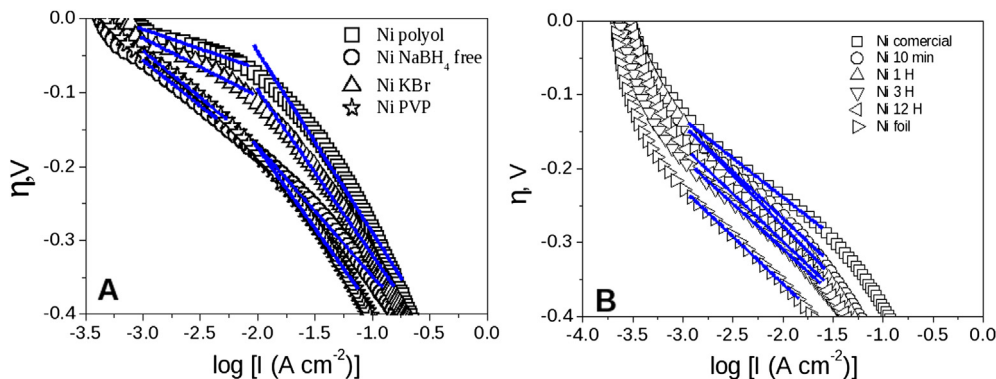 0.0
-0.1
-0.2
-0.3
-0.4
η,V
Ni polyol
Ni NaBH4 free
Ni KBr
Ni PVP
A
-3.5 -3.0 -2.5 -2.0 -1.5 -1.0 -0.5 0.0
log [I (A cm-2)]
0.0
-0.1
-0.2
-0.3
-0.4
η,V
Ni comercial
Ni 10 min
Ni 1 H
Ni 3 H
Ni 12 H
Ni foil
B
-4.0 -3.5 -3.0 -2.5 -2.0 -1.5 -1.0 -0.5 0.0
log [I (A cm-2)]